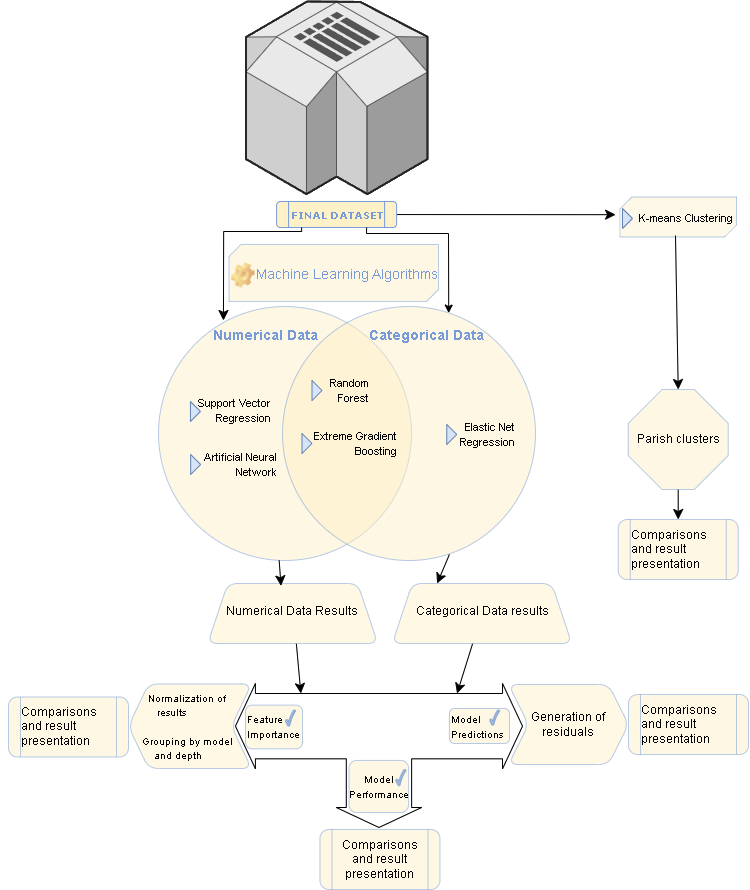 FINAL DATASET
K-means Clustering
Machine Learning Algorithms
Numerical Data
Categorical Data
Support Vector
Regression
Artificial Neural
Network
Random
Forest
Extreme Gradient
Boosting
Elastic Net
Regression
Parish clusters
Comparisons
and result
presentation
Numerical Data Results
Categorical Data results
Comparisons
and result
presentation
Normalization of
results
Grouping by model
and depth
Feature
Importance
Model
Predictions
Generation of
residuals
Comparisons
and result
presentation
Model
Performance
Comparisons
and result
presentation